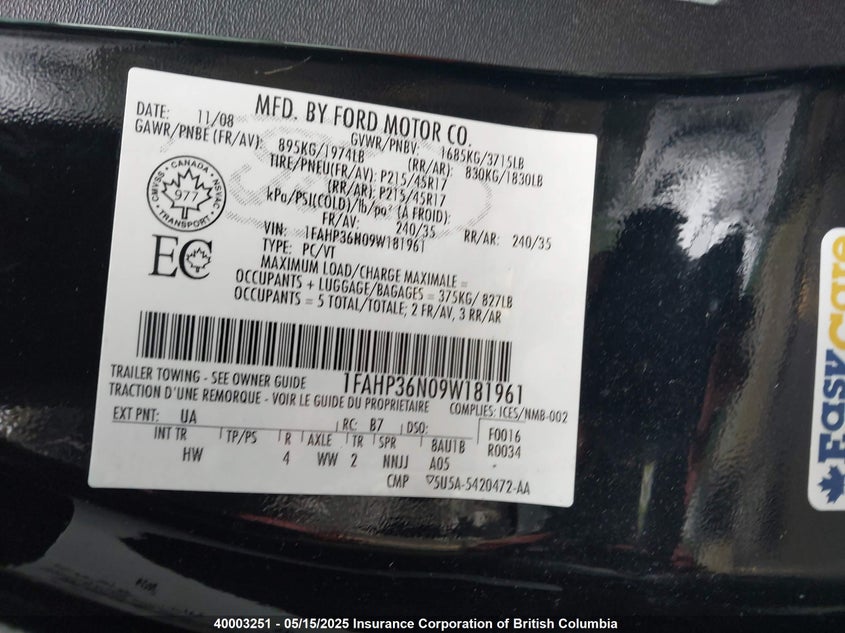 MFD. BY FORD MOTOR CO.
DATE: 11/08 GVWR/PNBV: 1685KG/3715LB
GAWR/PNBE (FR/AV): 895KG/1974LB (RR/AR): 830KG/1830LB
TIRE/PNEU(FR/AV): P215/45R17
(RR/AR): P215/45R17
kPa/PSI(COLD)/lb/po² (À FROID):
FR/AV: 240/35 RR/AR: 240/35
VIN: 1FAHP36N09W181961
TYPE: PC/VT
MAXIMUM LOAD/CHARGE MAXIMALE =
OCCUPANTS + LUGGAGE/BAGAGES = 375KG/ 827LB
OCCUPANTS = 5 TOTAL/TOTALE; 2 FR/AV, 3 RR/AR
CANADA
CMVSS 977 NSVAC
TRANSPORT
EC
1FAHP36N09W181961
TRAILER TOWING - SEE OWNER GUIDE
TRACTION D'UNE REMORQUE - VOIR LE GUIDE DU PROPRIETAIRE
COMPLIES: ICES/NMB-002
EXT PNT: UA RC: B7 DSO: F0016
INT TR TP/PS R AXLE TR SPR 8AU1B R0034
HW 4 WW 2 NNJJ A05
CMP 5U5A-5420472-AA
EasyCare
40003251 - 05/15/2025 Insurance Corporation of British Columbia